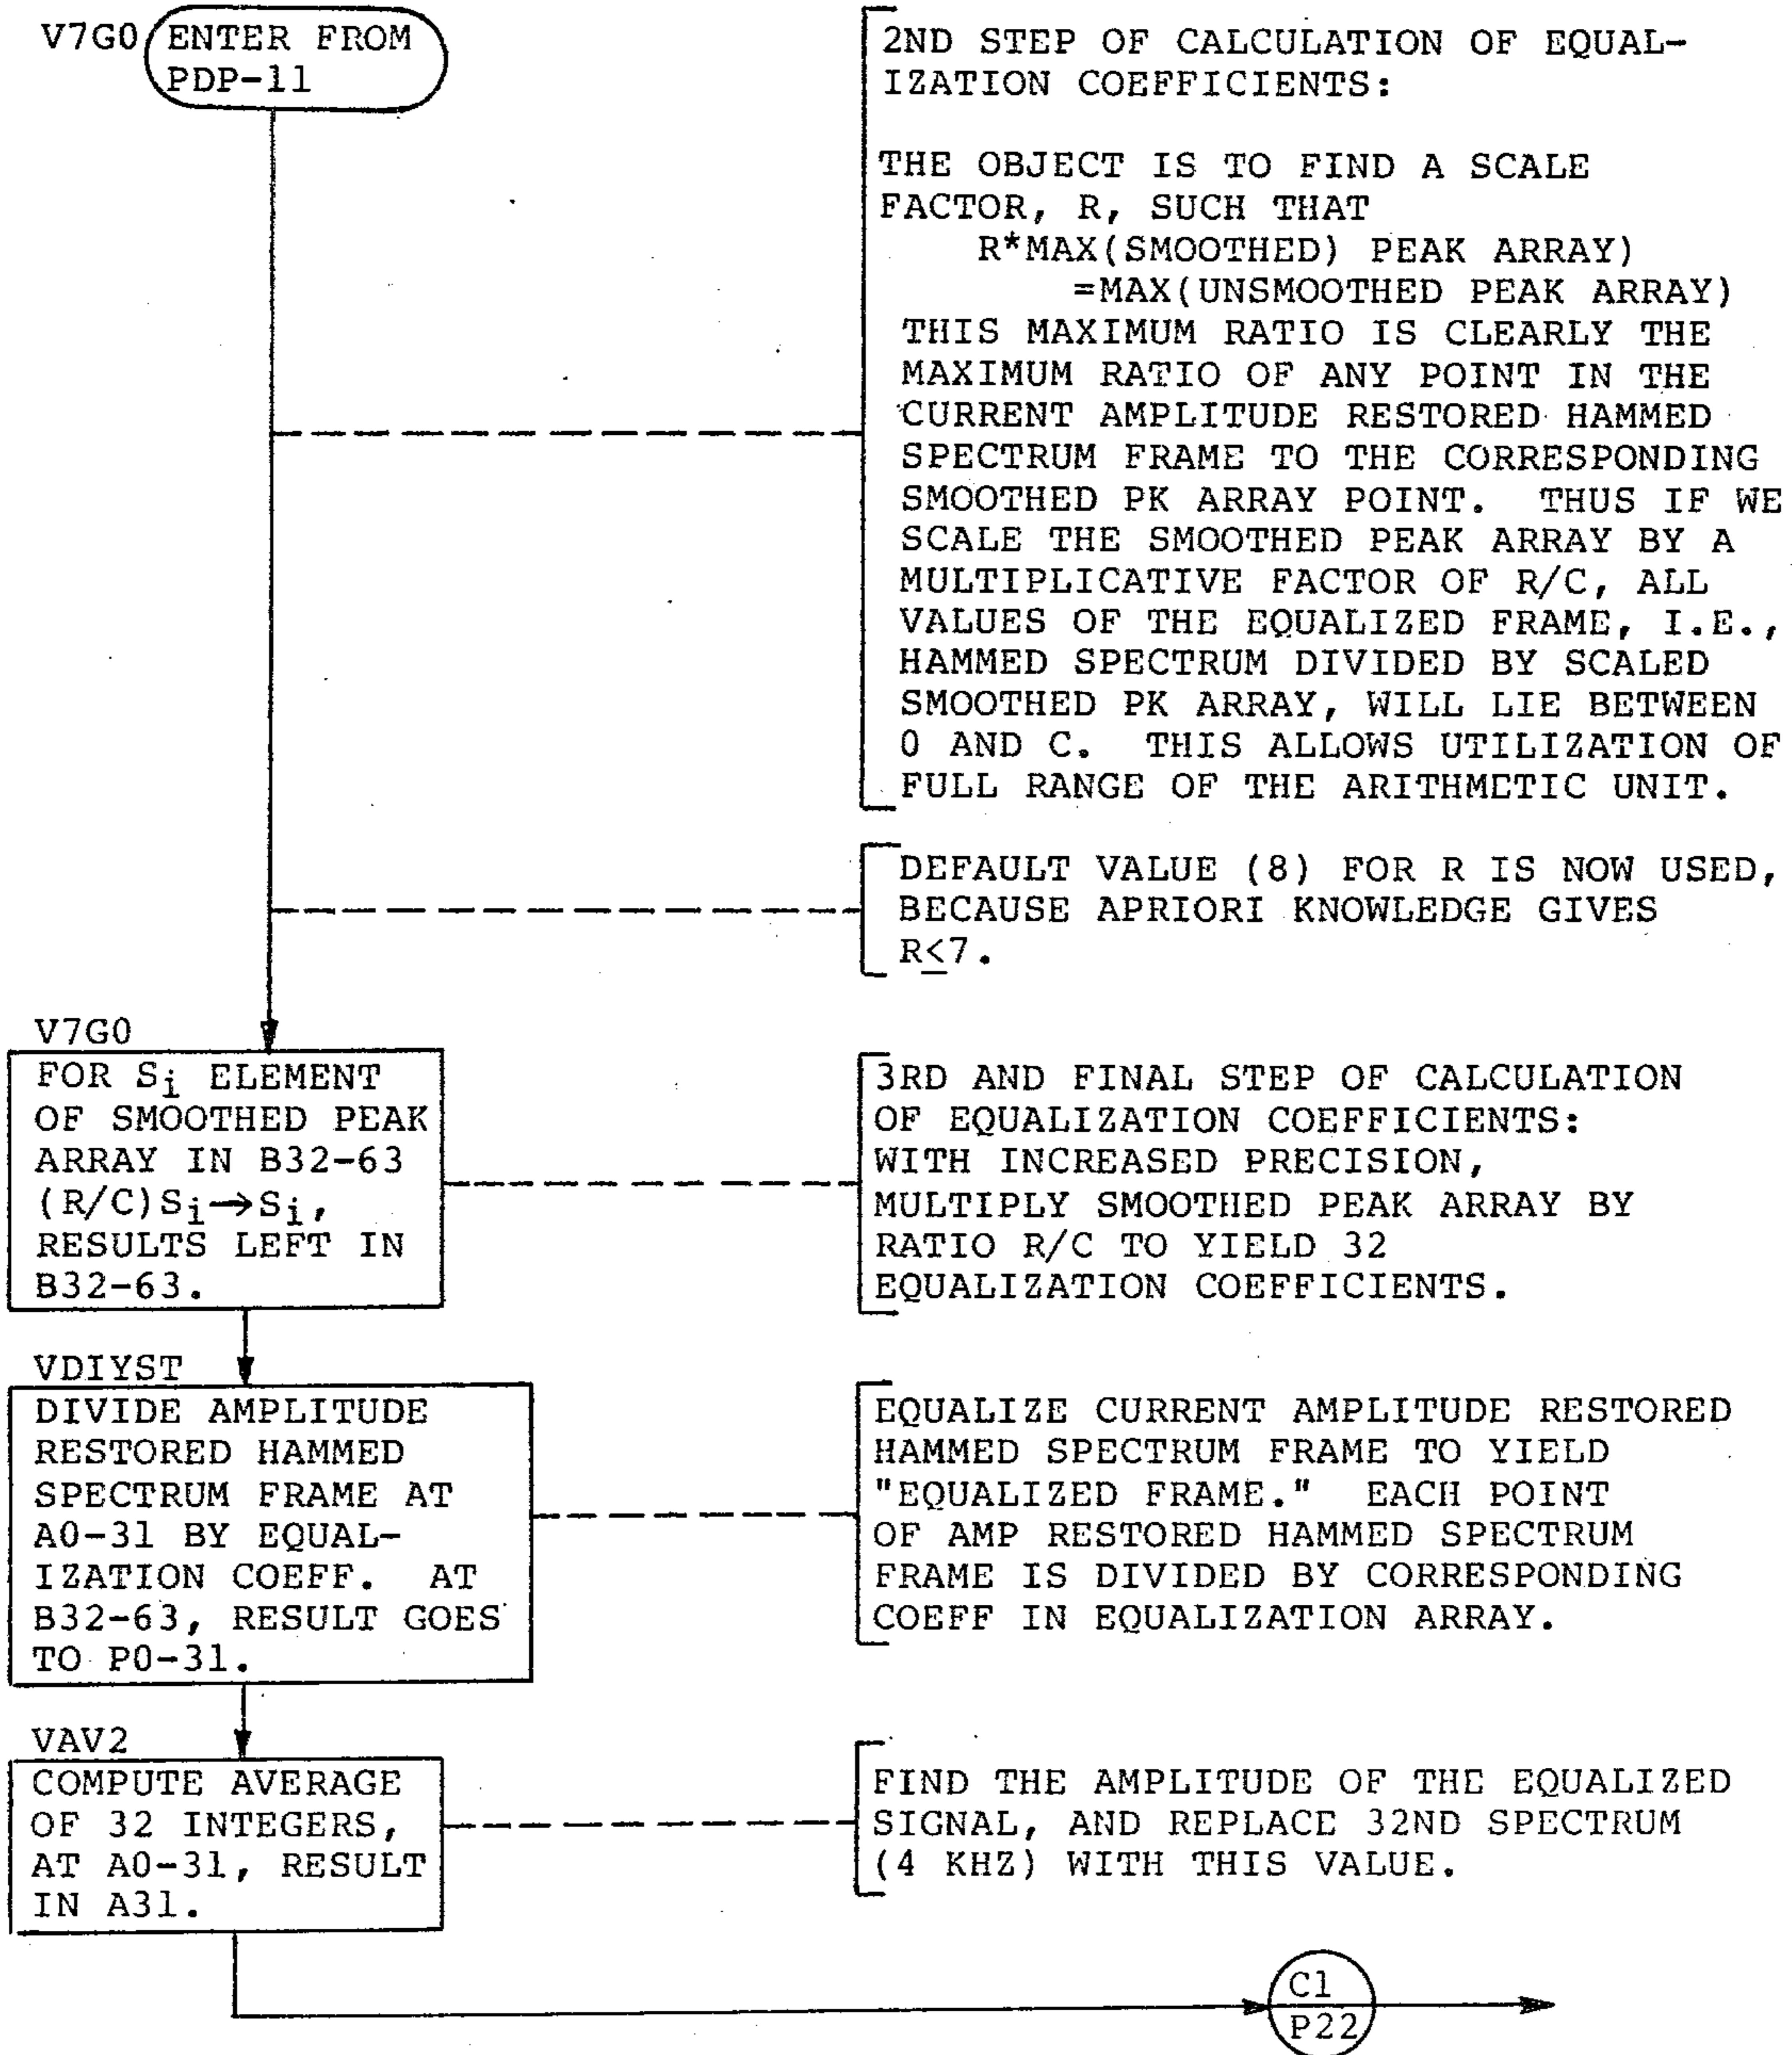 V7G0 ENTER FROM
PDP-11
2ND STEP OF CALCULATION OF EQUAL-
IZATION COEFFICIENTS:
THE OBJECT IS TO FIND A SCALE
FACTOR, R, SUCH THAT
R*MAX(SMOOTHED) PEAK ARRAY)
=MAX(UNSMOOTHED PEAK ARRAY)
THIS MAXIMUM RATIO IS CLEARLY THE
MAXIMUM RATIO OF ANY POINT IN THE
CURRENT AMPLITUDE RESTORED HAMMED
SPECTRUM FRAME TO THE CORRESPONDING
SMOOTHED PK ARRAY POINT. THUS IF WE
SCALE THE SMOOTHED PEAK ARRAY BY A
MULTIPLICATIVE FACTOR OF R/C, ALL
VALUES OF THE EQUALIZED FRAME, I.E.,
HAMMED SPECTRUM DIVIDED BY SCALED
SMOOTHED PK ARRAY, WILL LIE BETWEEN
0 AND C. THIS ALLOWS UTILIZATION OF
FULL RANGE OF THE ARITHMETIC UNIT.
DEFAULT VALUE (8) FOR R IS NOW USED,
BECAUSE APRIORI KNOWLEDGE GIVES
R≤7.
V7G0
FOR Si ELEMENT
OF SMOOTHED PEAK
ARRAY IN B32-63
(R/C)Si→Si,
RESULTS LEFT IN
B32-63.
3RD AND FINAL STEP OF CALCULATION
OF EQUALIZATION COEFFICIENTS:
WITH INCREASED PRECISION,
MULTIPLY SMOOTHED PEAK ARRAY BY
RATIO R/C TO YIELD 32
EQUALIZATION COEFFICIENTS.
VDIYST
DIVIDE AMPLITUDE
RESTORED HAMMED
SPECTRUM FRAME AT
A0-31 BY EQUAL-
IZATION COEFF. AT
B32-63, RESULT GOES
TO P0-31.
EQUALIZE CURRENT AMPLITUDE RESTORED
HAMMED SPECTRUM FRAME TO YIELD
"EQUALIZED FRAME." EACH POINT
OF AMP RESTORED HAMMED SPECTRUM
FRAME IS DIVIDED BY CORRESPONDING
COEFF IN EQUALIZATION ARRAY.
VAV2
COMPUTE AVERAGE
OF 32 INTEGERS,
AT A0-31, RESULT
IN A31.
FIND THE AMPLITUDE OF THE EQUALIZED
SIGNAL, AND REPLACE 32ND SPECTRUM
(4 KHZ) WITH THIS VALUE.
C1
P22